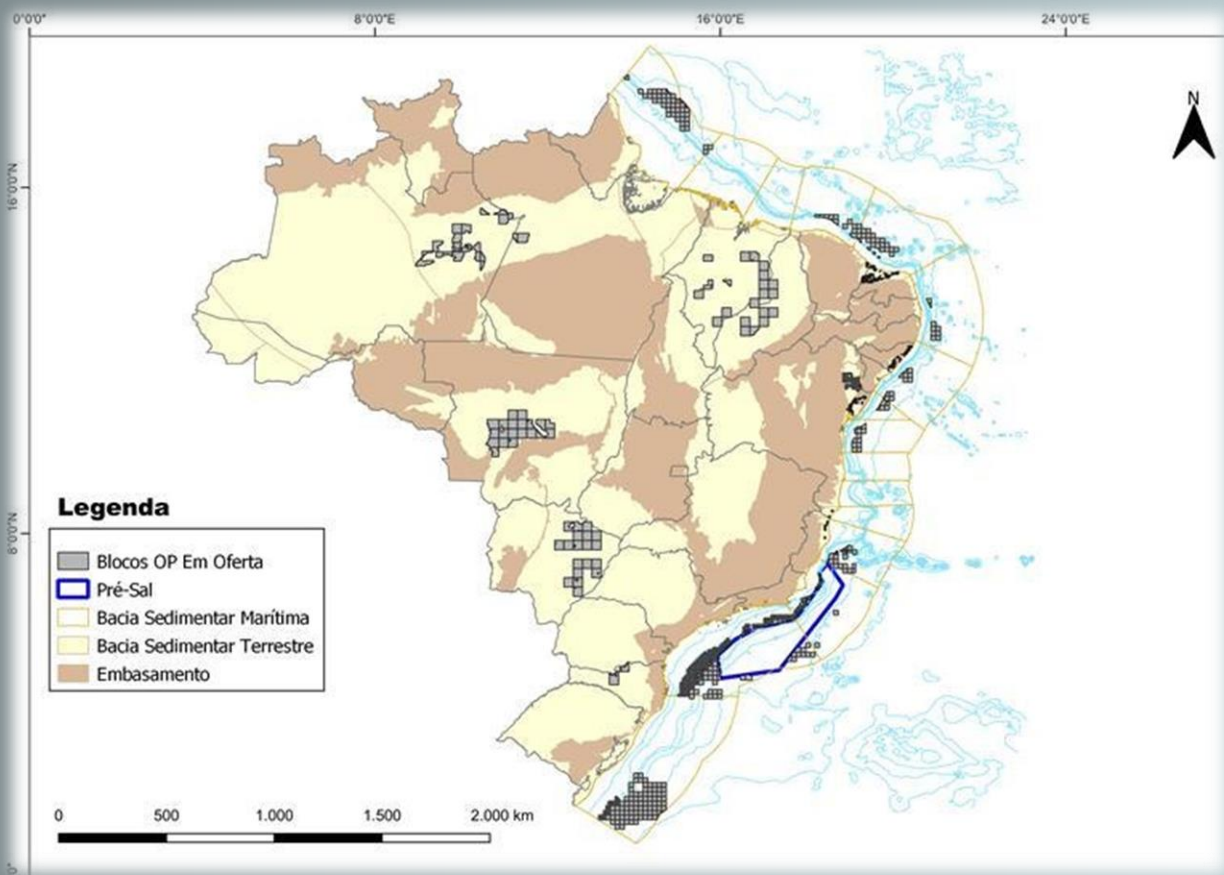 0°0'0"
8°0'0"E
16°0'0"E
24°0'0"E
16°0'0"N
8°0'0"N
N
Legenda
Blocos OP Em Oferta
Pré-Sal
Bacia Sedimentar Marítima
Bacia Sedimentar Terrestre
Embasamento
0 500 1.000 1.500 2.000 km